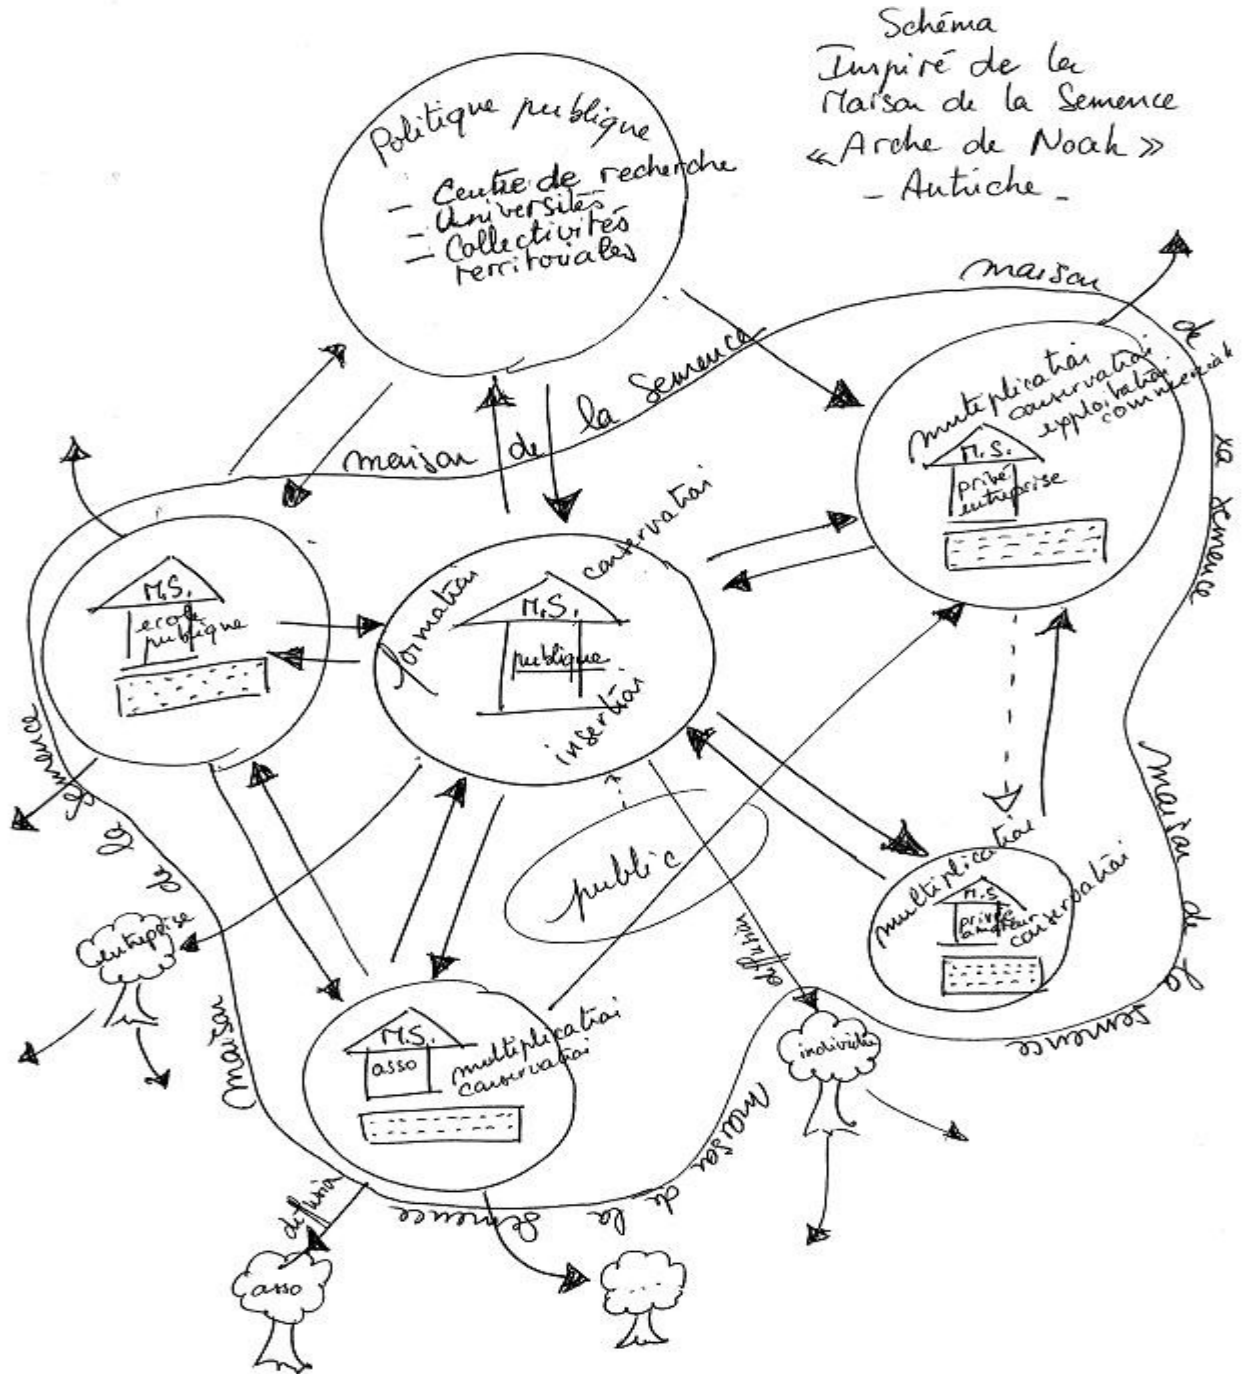 Schéma
Inspiré de la
Maison de la Semence
« Arche de Noah »
- Autriche -
Politique publique
- Centre de recherche
- Universités
- Collectivités
territoriales
maison de la semence
maison de la semence
maison de la semence
maison de la semence
maison de la semence
multiplication
conservation
exploitation
commerciale
M.S.
privé
entreprise
M.S.
ecole
publique
formation
conservation
M.S.
publique
insertion
public
multiplication
M.S.
privé
amateur
conservation
entreprise
M.S.
asso
multiplication
conservation
diffusion
individu
diffusion
asso